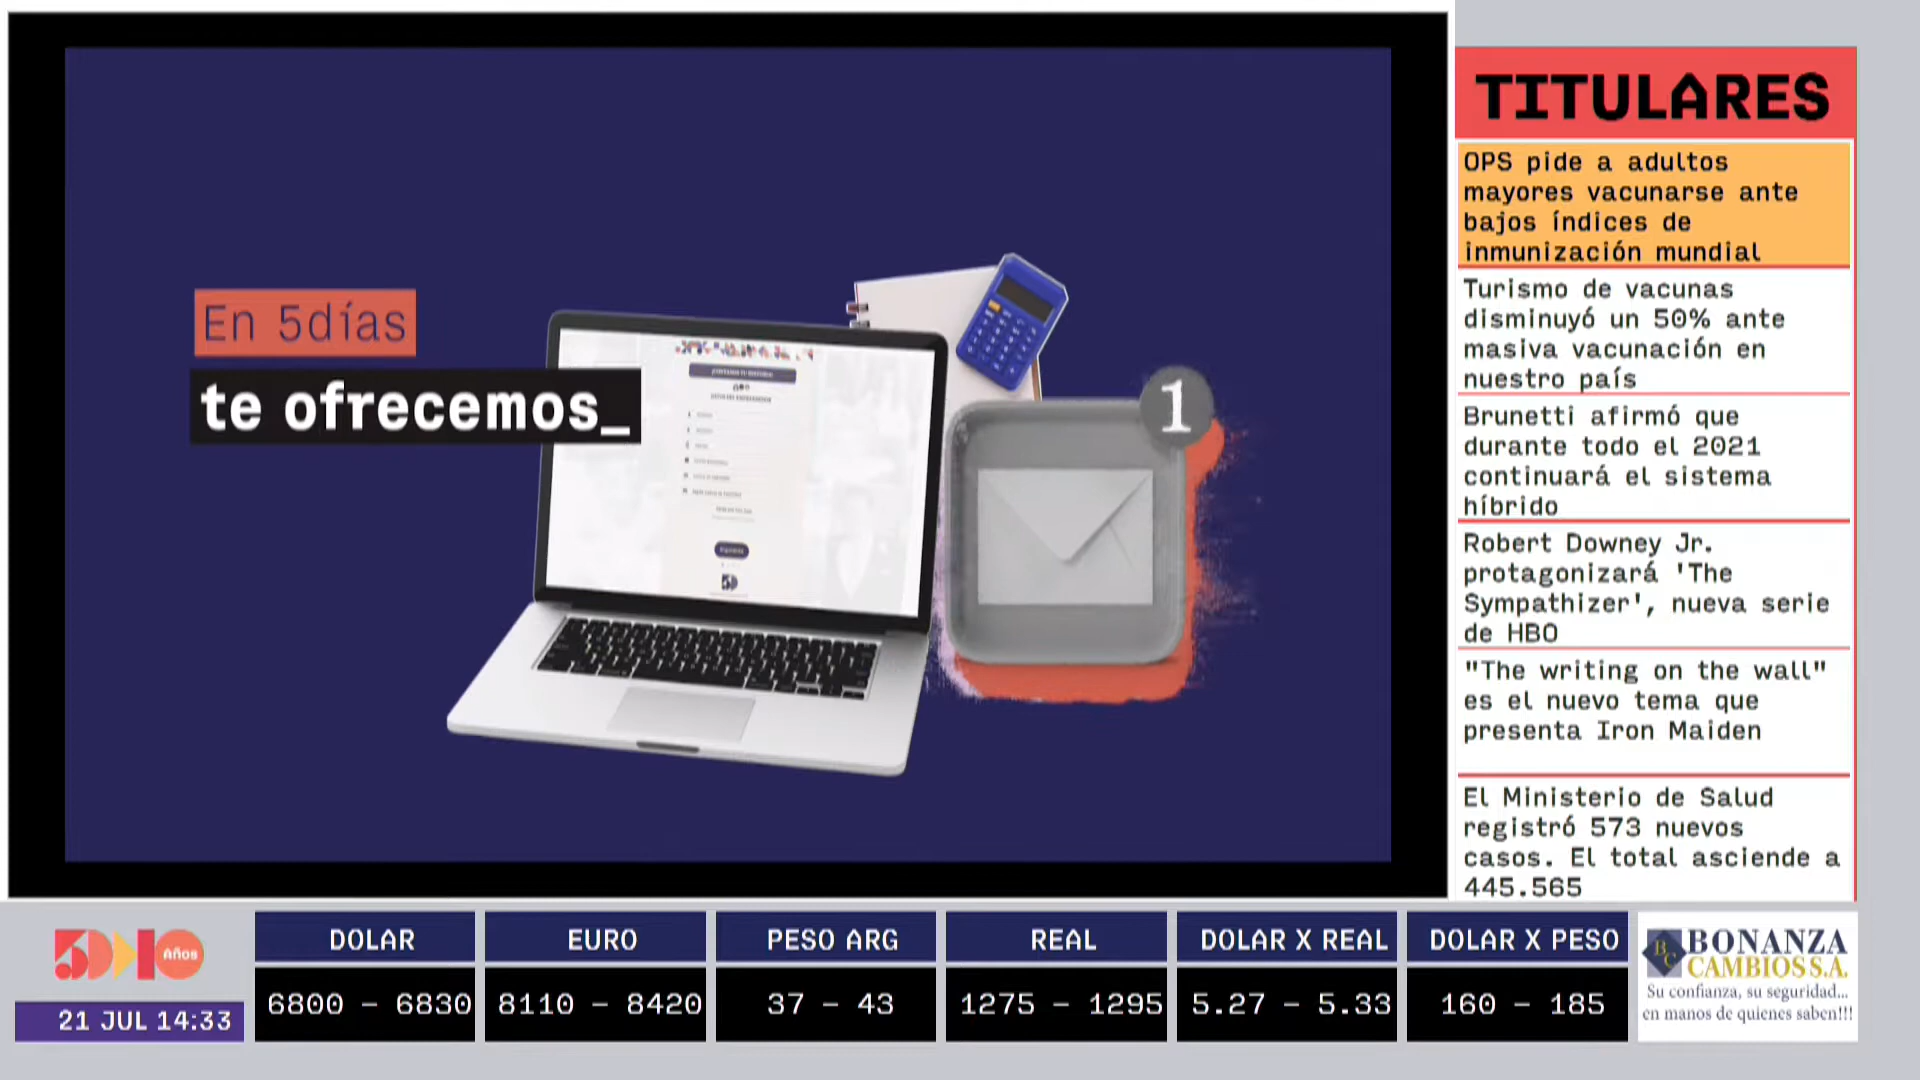 En 5días
te ofrecemos_
1
TITULARES
OPS pide a adultos
mayores vacunarse ante
bajos índices de
inmunización mundial
Turismo de vacunas
disminuyó un 50% ante
masiva vacunación en
nuestro país
Brunetti afirmó que
durante todo el 2021
continuará el sistema
híbrido
Robert Downey Jr.
protagonizará 'The
Sympathizer', nueva serie
de HBO
"The writing on the wall"
es el nuevo tema que
presenta Iron Maiden
El Ministerio de Salud
registró 573 nuevos
casos. El total asciende a
445.565
5D 10 Años
21 JUL 14:33
DOLAR
6800 - 6830
EURO
8110 - 8420
PESO ARG
37 - 43
REAL
1275 - 1295
DOLAR X REAL
5.27 - 5.33
DOLAR X PESO
160 - 185
BC BONANZA
CAMBIOS S.A.
Su confianza, su seguridad...
en manos de quienes saben!!!